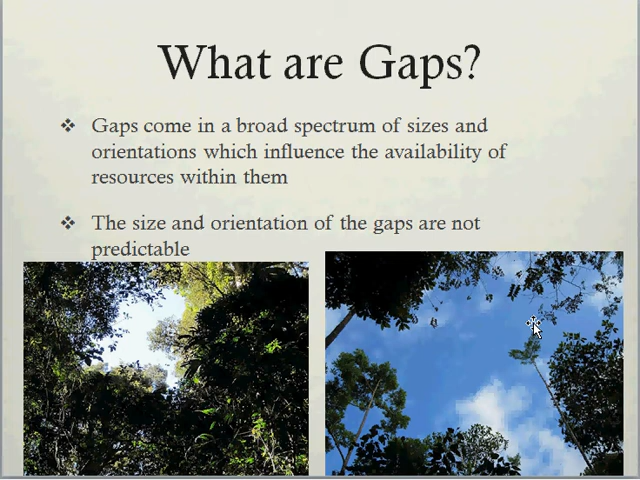 What are Gaps?
Gaps come in a broad spectrum of sizes and
orientations which influence the availability of
resources within them
The size and orientation of the gaps are not
predictable